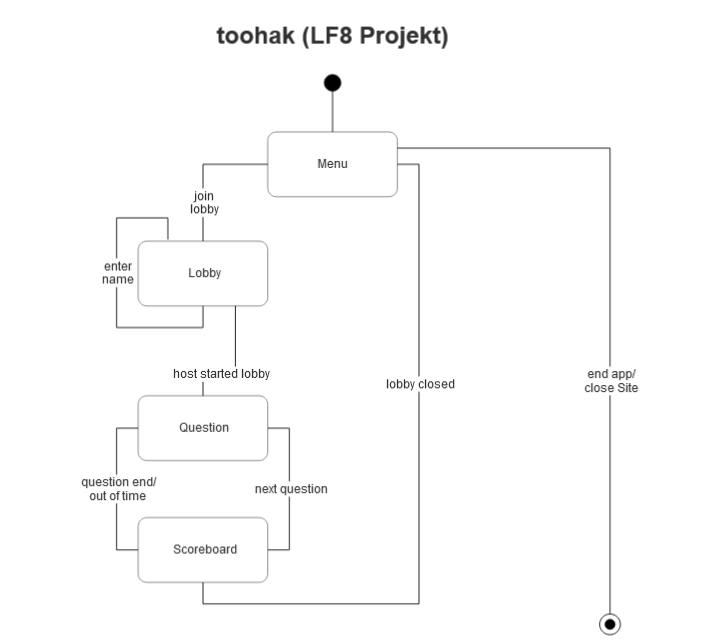 toohak (LF8 Projekt)
Menu
join
lobby
enter
name
Lobby
host started lobby
lobby closed
end app/
close Site
Question
question end/
out of time
next question
Scoreboard